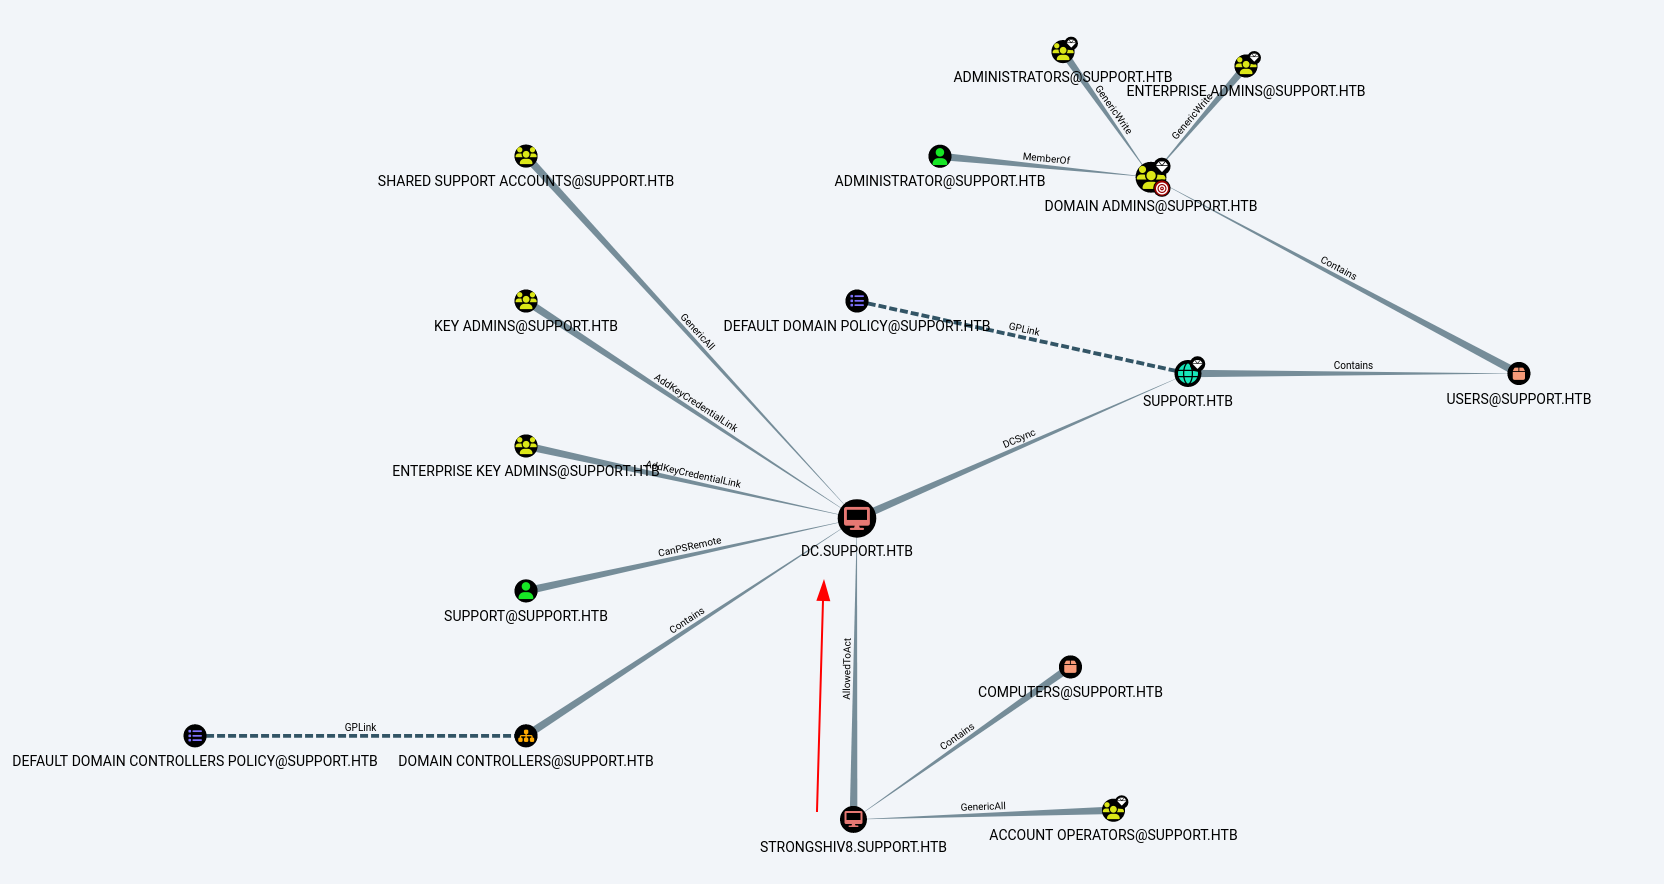 ADMINISTRATORS@SUPPORT.HTB
ENTERPRISE ADMINS@SUPPORT.HTB
GenericWrite
GenericWrite
MemberOf
SHARED SUPPORT ACCOUNTS@SUPPORT.HTB
ADMINISTRATOR@SUPPORT.HTB
DOMAIN ADMINS@SUPPORT.HTB
Contains
KEY ADMINS@SUPPORT.HTB
GenericAll
DEFAULT DOMAIN POLICY@SUPPORT.HTB
GPLink
Contains
SUPPORT.HTB
USERS@SUPPORT.HTB
AddKeyCredentialLink
DCSync
ENTERPRISE KEY ADMINS@SUPPORT.HTB
AddKeyCredentialLink
DC.SUPPORT.HTB
CanPSRemote
SUPPORT@SUPPORT.HTB
Contains
AllowedToAct
COMPUTERS@SUPPORT.HTB
GPLink
Contains
DEFAULT DOMAIN CONTROLLERS POLICY@SUPPORT.HTB
DOMAIN CONTROLLERS@SUPPORT.HTB
GenericAll
ACCOUNT OPERATORS@SUPPORT.HTB
STRONGSHIV8.SUPPORT.HTB